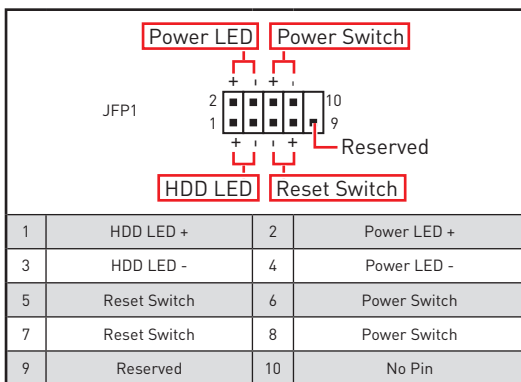 Power LED Power Switch
+ - + -
JFP1
2 10
1 9
+ - - +
Reserved
HDD LED Reset Switch
1 HDD LED + 2 Power LED +
3 HDD LED - 4 Power LED -
5 Reset Switch 6 Power Switch
7 Reset Switch 8 Power Switch
9 Reserved 10 No Pin